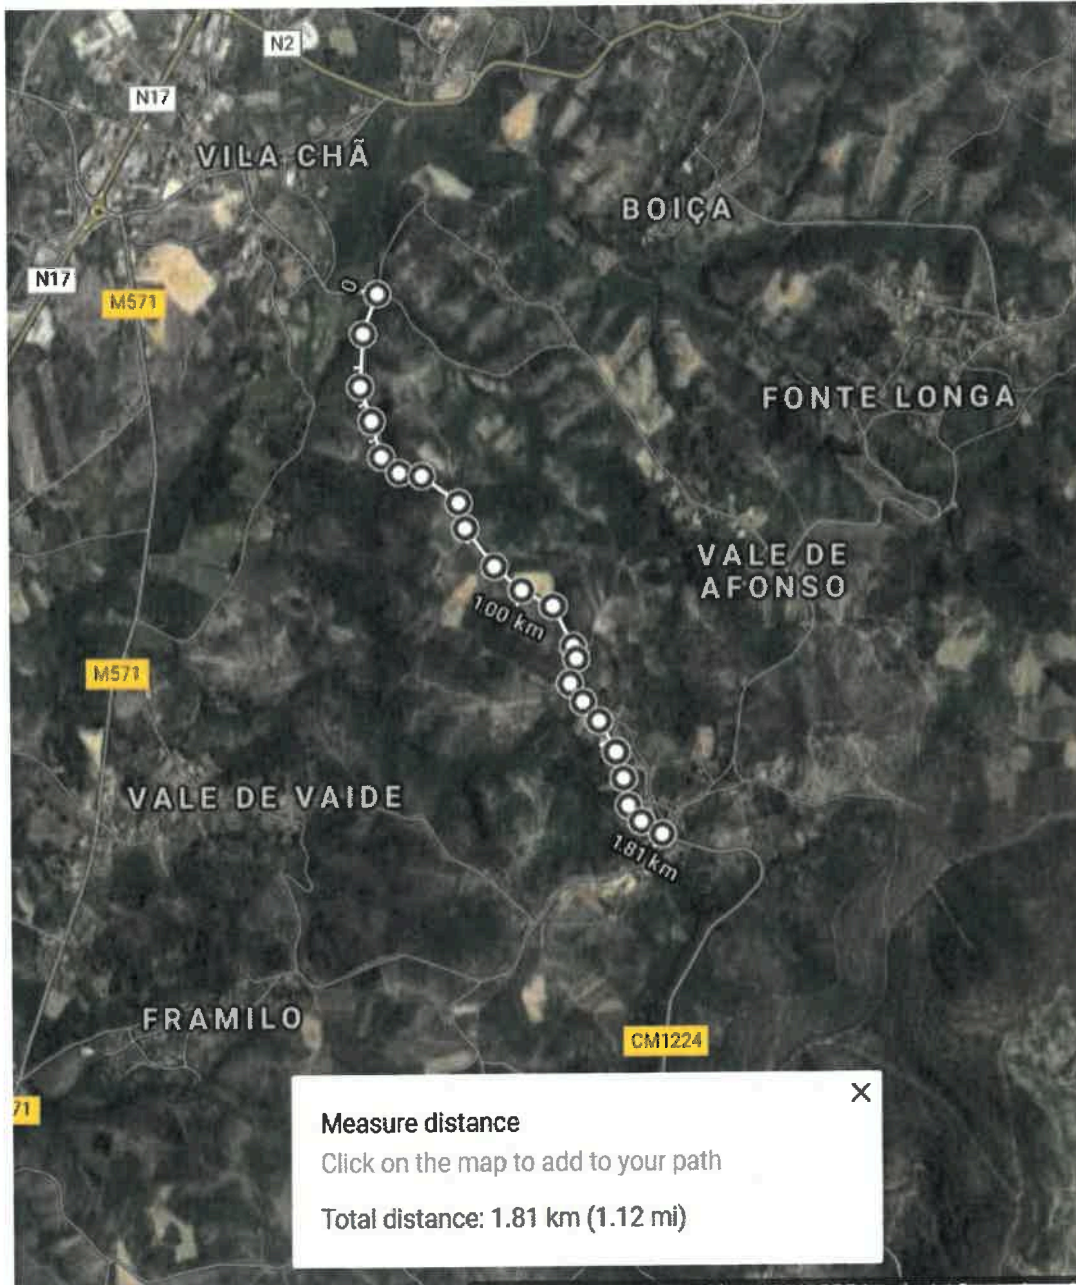 N2
N17
VILA CHÃ
BOIÇA
N17
0
M571
FONTE LONGA
VALE DE
AFONSO
1.00 km
M571
VALE DE VAIDE
1.81 km
FRAMILO
CM1224
71
Measure distance
Click on the map to add to your path
Total distance: 1.81 km (1.12 mi)